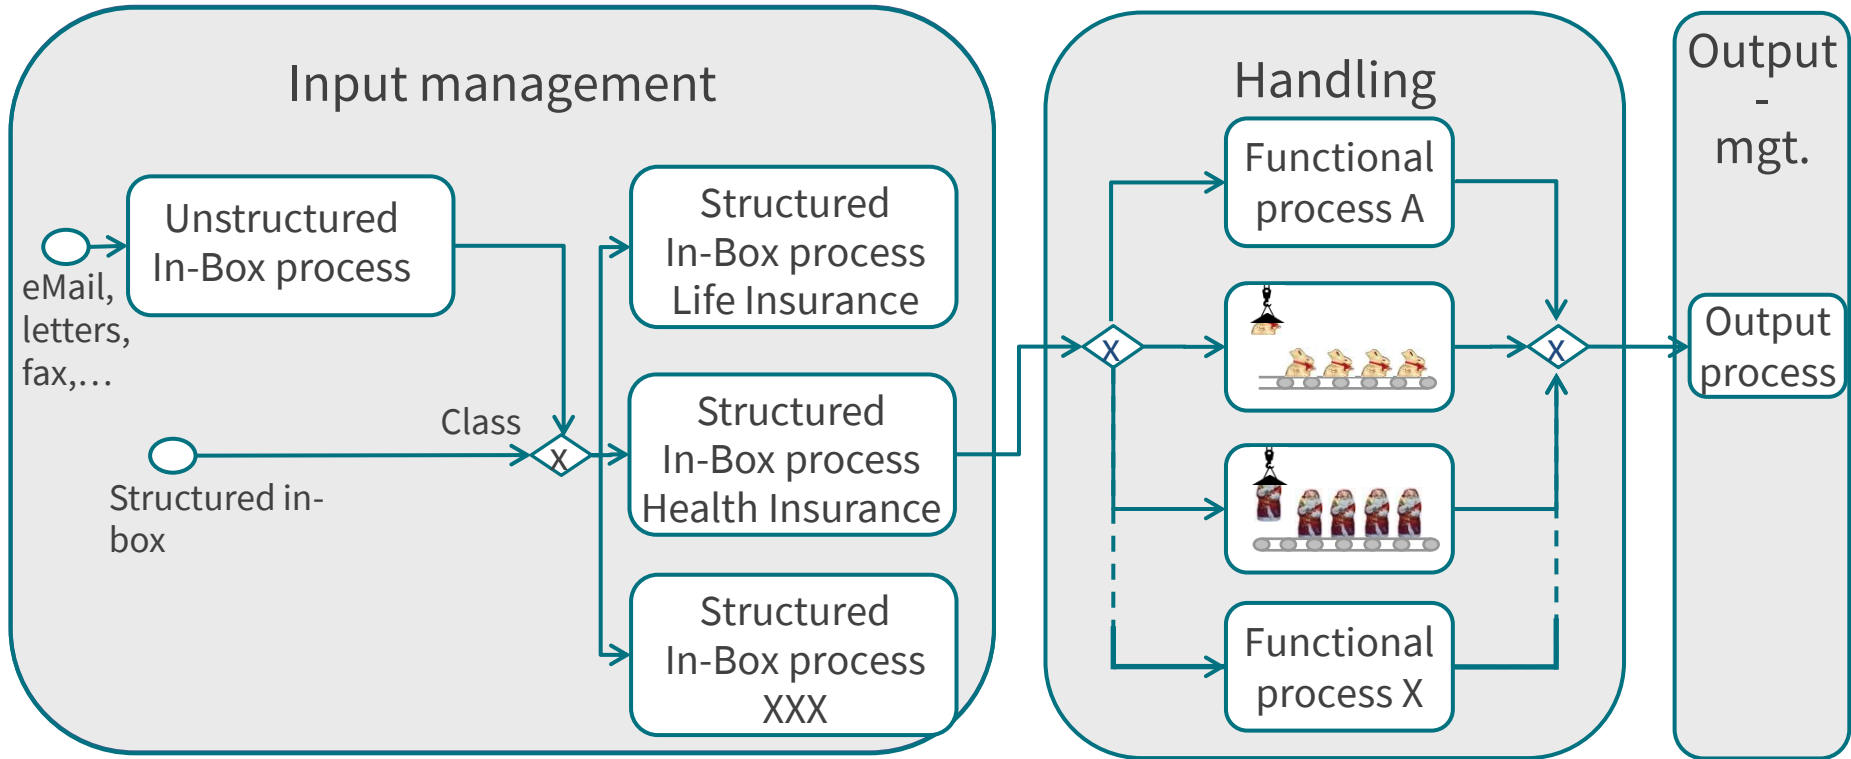 Input management
Unstructured
In-Box process
eMail,
letters,
fax,...
Structured in-
box
Class
X
Structured
In-Box process
Life Insurance
Structured
In-Box process
Health Insurance
Structured
In-Box process
XXX
Handling
X
Functional
process A
Functional
process X
X
Output
-
mgt.
Output
process